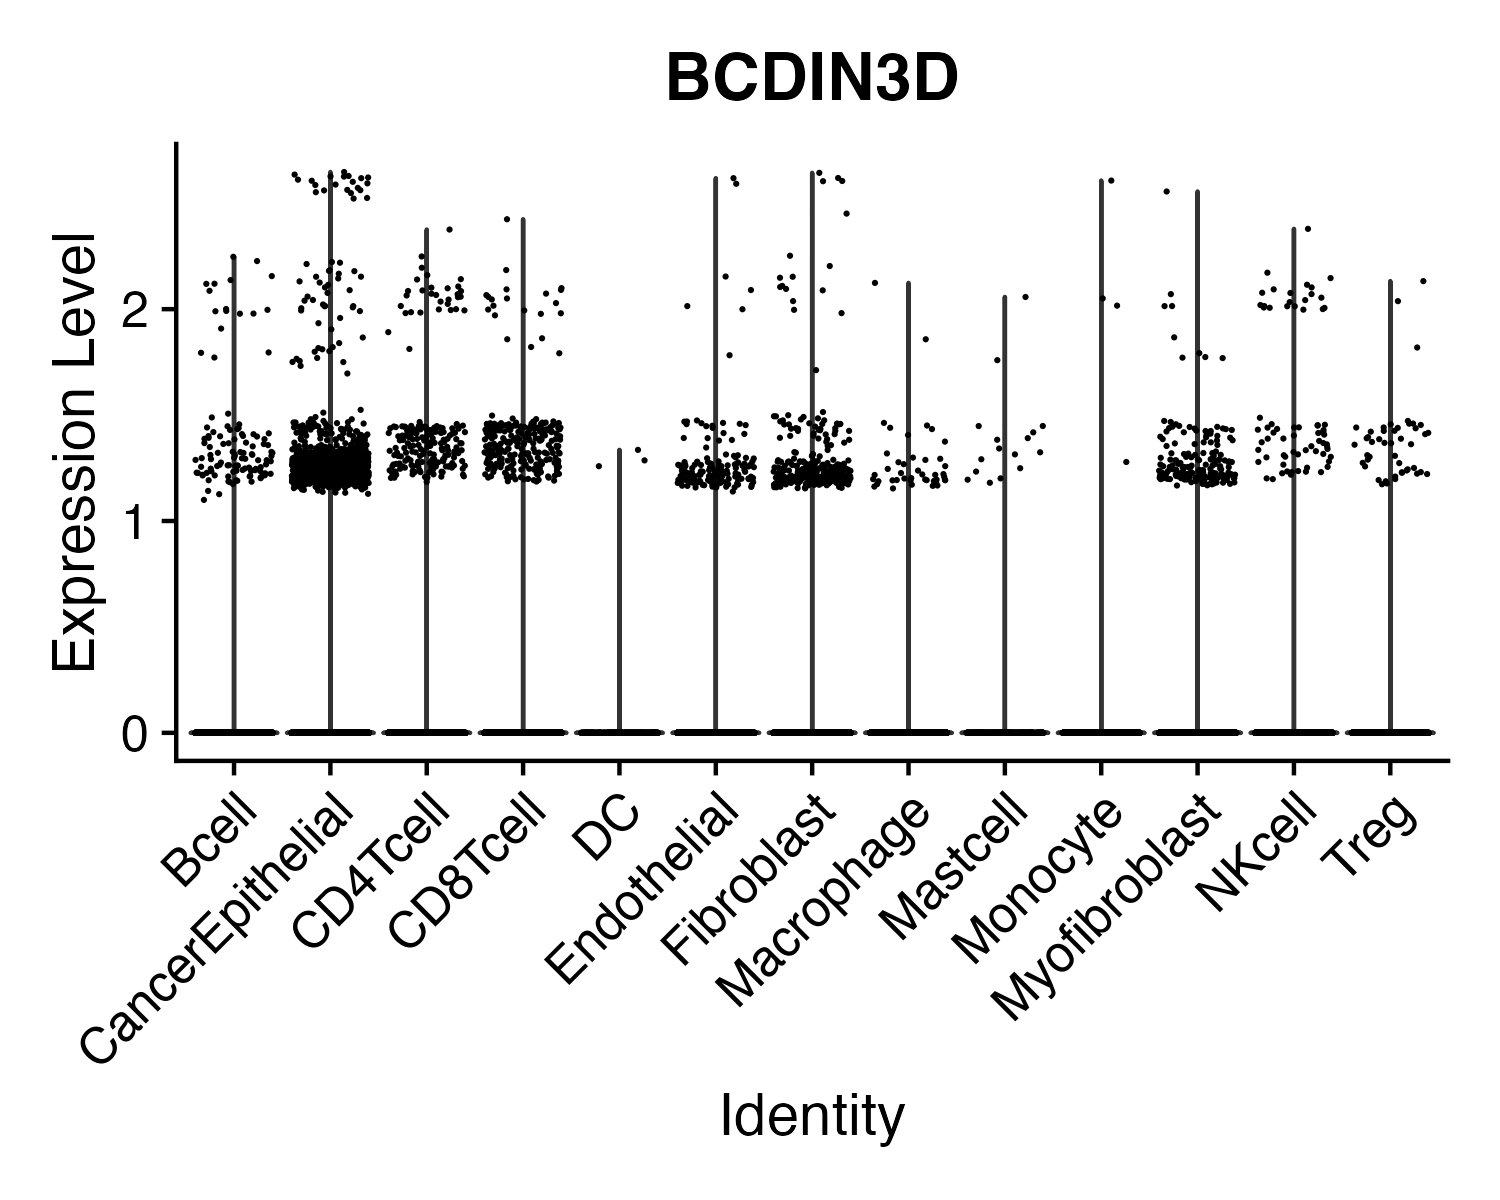 BCDIN3D
Expression Level
2
1
0
Bcell
CancerEpithelial
CD4Tcell
CD8Tcell
DC
Endothelial
Fibroblast
Macrophage
Mastcell
Monocyte
Myofibroblast
NKcell
Treg
Identity